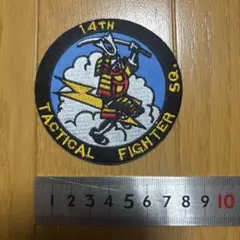 14TH
TACTICAL FIGHTER SQ.
1 2 3 4 5 6 7 8 9 10